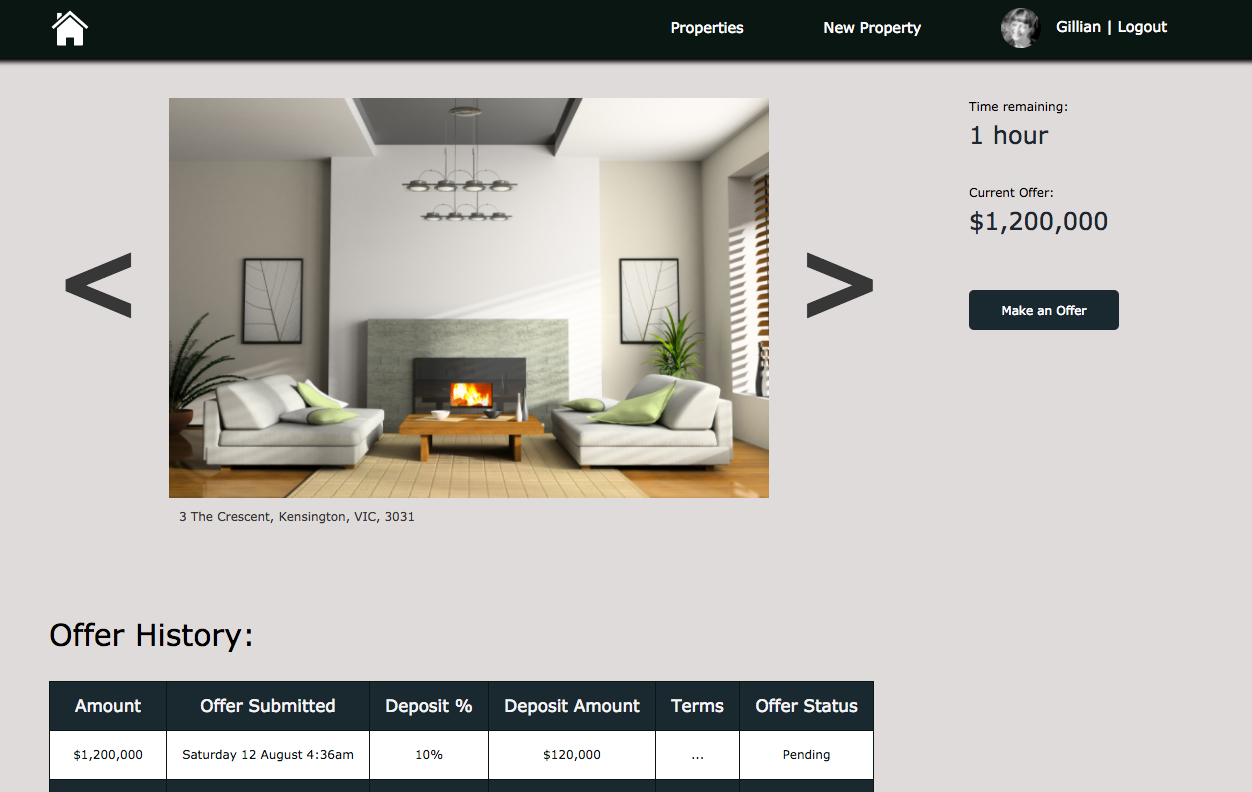 Properties
New Property
Gillian | Logout
Time remaining:
1 hour
Current Offer:
$1,200,000
<
>
Make an Offer
3 The Crescent, Kensington, VIC, 3031
Offer History:
Amount Offer Submitted Deposit % Deposit Amount Terms Offer Status
$1,200,000 Saturday 12 August 4:36am 10% $120,000 ... Pending